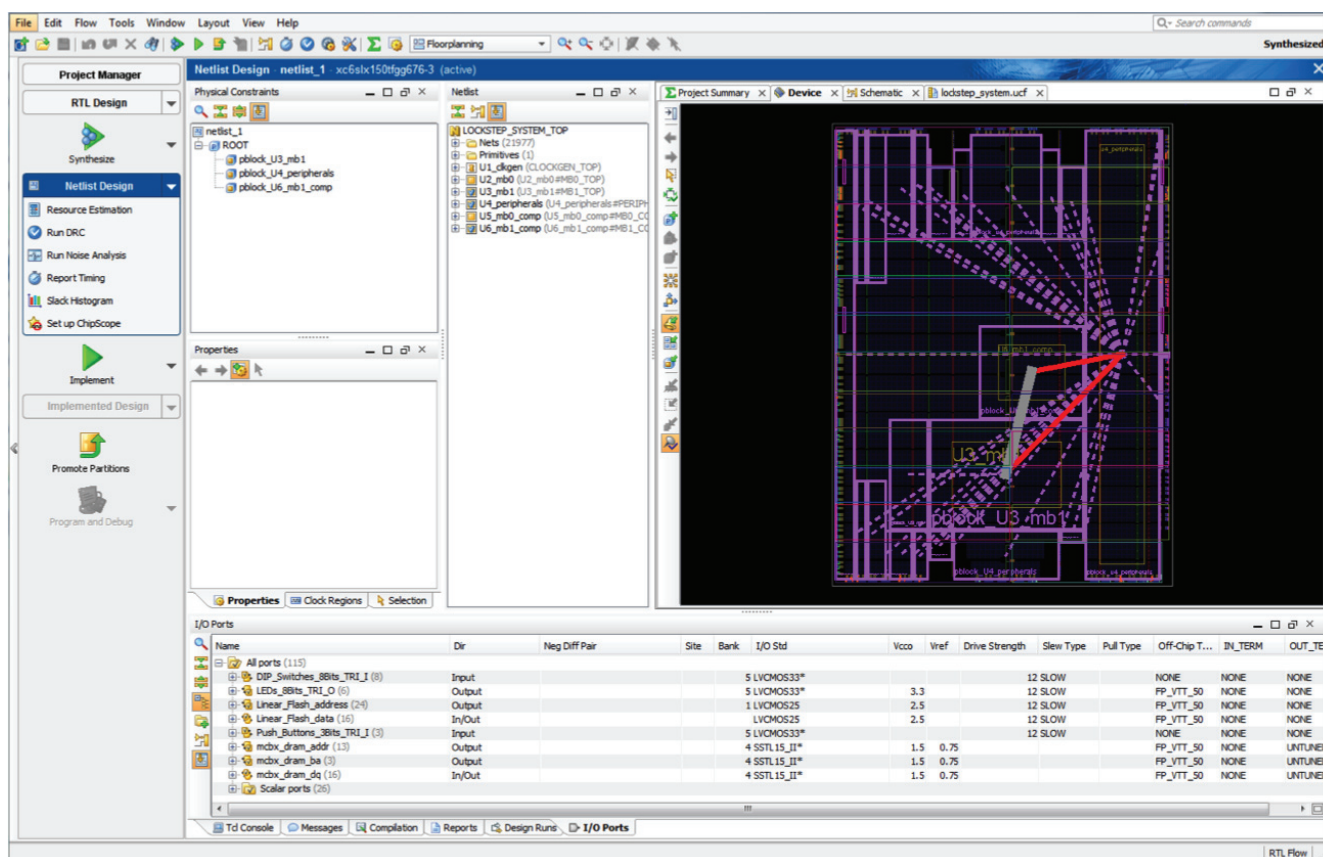 File Edit Flow Tools Window Layout View Help
Search commands
Floorplanning
Synthesized
Project Manager
RTL Design
Synthesize
Netlist Design
Resource Estimation
Run DRC
Run Noise Analysis
Report Timing
Slack Histogram
Set up ChipScope
Implement
Implemented Design
Promote Partitions
Program and Debug
Netlist Design - netlist_1 - xc6slx150tfgg676-3 (active)
Physical Constraints
netlist_1
ROOT
pblock_U3_mb1
pblock_U4_peripherals
pblock_U6_mb1_comp
Properties
Properties Clock Regions Selection
Netlist
LOCKSTEP_SYSTEM_TOP
Nets (21977)
Primitives (1)
U1_clkgen (CLOCKGEN_TOP)
U2_mb0 (U2_mb0#MB0_TOP)
U3_mb1 (U3_mb1#MB1_TOP)
U4_peripherals (U4_peripherals#PERIPH
U5_mb0_comp (U5_mb0_comp#MB0_CO
U6_mb1_comp (U6_mb1_comp#MB1_CO
Project Summary Device Schematic lockstep_system.ucf
U4_peripherals
U6_mb1_comp
pblock_U6_mb1_comp
U3_mb1
pblock_U3_mb1
pblock_U4_peripherals
pblock_U4_peripherals
I/O Ports
Name Dir Neg Diff Pair Site Bank I/O Std Vcco Vref Drive Strength Slew Type Pull Type Off-Chip T... IN_TERM OUT_TE
All ports (115)
DIP_Switches_8Bits_TRI_I (8) Input 5 LVCMOS33* 12 SLOW NONE NONE NONE
LEDs_8Bits_TRI_O (6) Output 5 LVCMOS33* 3.3 12 SLOW FP_VTT_50 NONE NONE
Linear_Flash_address (24) Output 1 LVCMOS25 2.5 12 SLOW FP_VTT_50 NONE NONE
Linear_Flash_data (16) In/Out LVCMOS25 2.5 12 SLOW FP_VTT_50 NONE NONE
Push_Buttons_3Bits_TRI_I (3) Input 5 LVCMOS33* 12 SLOW NONE NONE NONE
mcbx_dram_addr (13) Output 4 SSTL15_II* 1.5 0.75 FP_VTT_50 NONE UNTUNED
mcbx_dram_ba (3) Output 4 SSTL15_II* 1.5 0.75 FP_VTT_50 NONE UNTUNED
mcbx_dram_dq (16) In/Out 4 SSTL15_II* 1.5 0.75 FP_VTT_50 NONE UNTUNED
Scalar ports (26)
Tcl Console Messages Compilation Reports Design Runs I/O Ports
RTL Flow